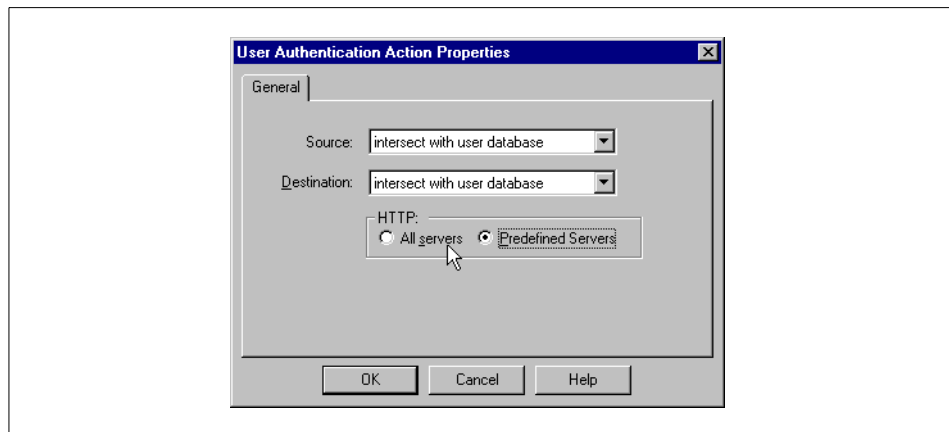 User Authentication Action Properties
General
Source: intersect with user database
Destination: intersect with user database
HTTP:
All servers Predefined Servers
OK Cancel Help